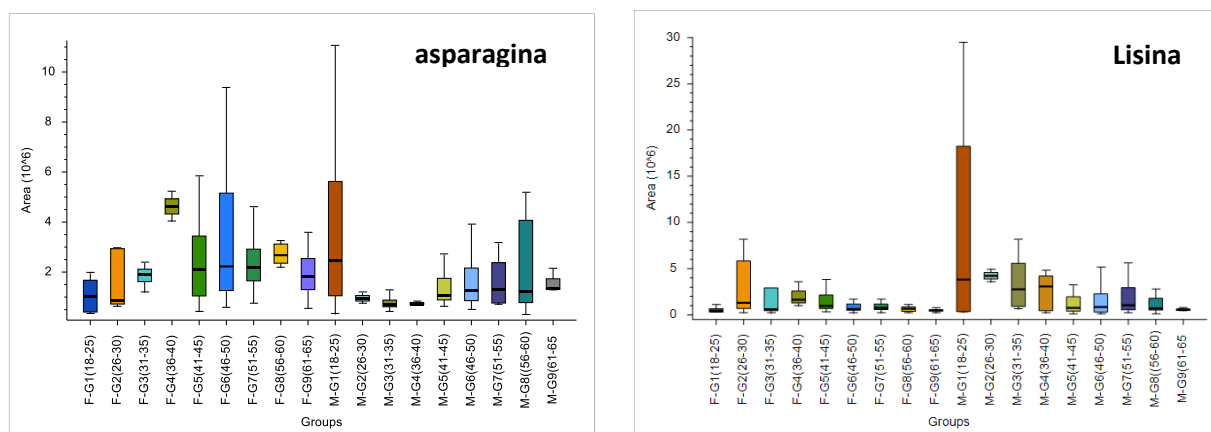 asparagina
Area (10^6)
10
8
6
4
2
F-G1(18-25)
F-G2(26-30)
F-G3(31-35)
F-G4(36-40)
F-G5(41-45)
F-G6(46-50)
F-G7(51-55)
F-G8(56-60)
F-G9(61-65)
M-G1(18-25)
M-G2(26-30)
M-G3(31-35)
M-G4(36-40)
M-G5(41-45)
M-G6(46-50)
M-G7(51-55)
M-G8((56-60)
M-G9(61-65
Groups
Lisina
Area (10^6)
30
25
20
15
10
5
0
F-G1(18-25)
F-G2(26-30)
F-G3(31-35)
F-G4(36-40)
F-G5(41-45)
F-G6(46-50)
F-G7(51-55)
F-G8(56-60)
F-G9(61-65)
M-G1(18-25)
M-G2(26-30)
M-G3(31-35)
M-G4(36-40)
M-G5(41-45)
M-G6(46-50)
M-G7(51-55)
M-G8((56-60)
M-G9(61-65
Groups